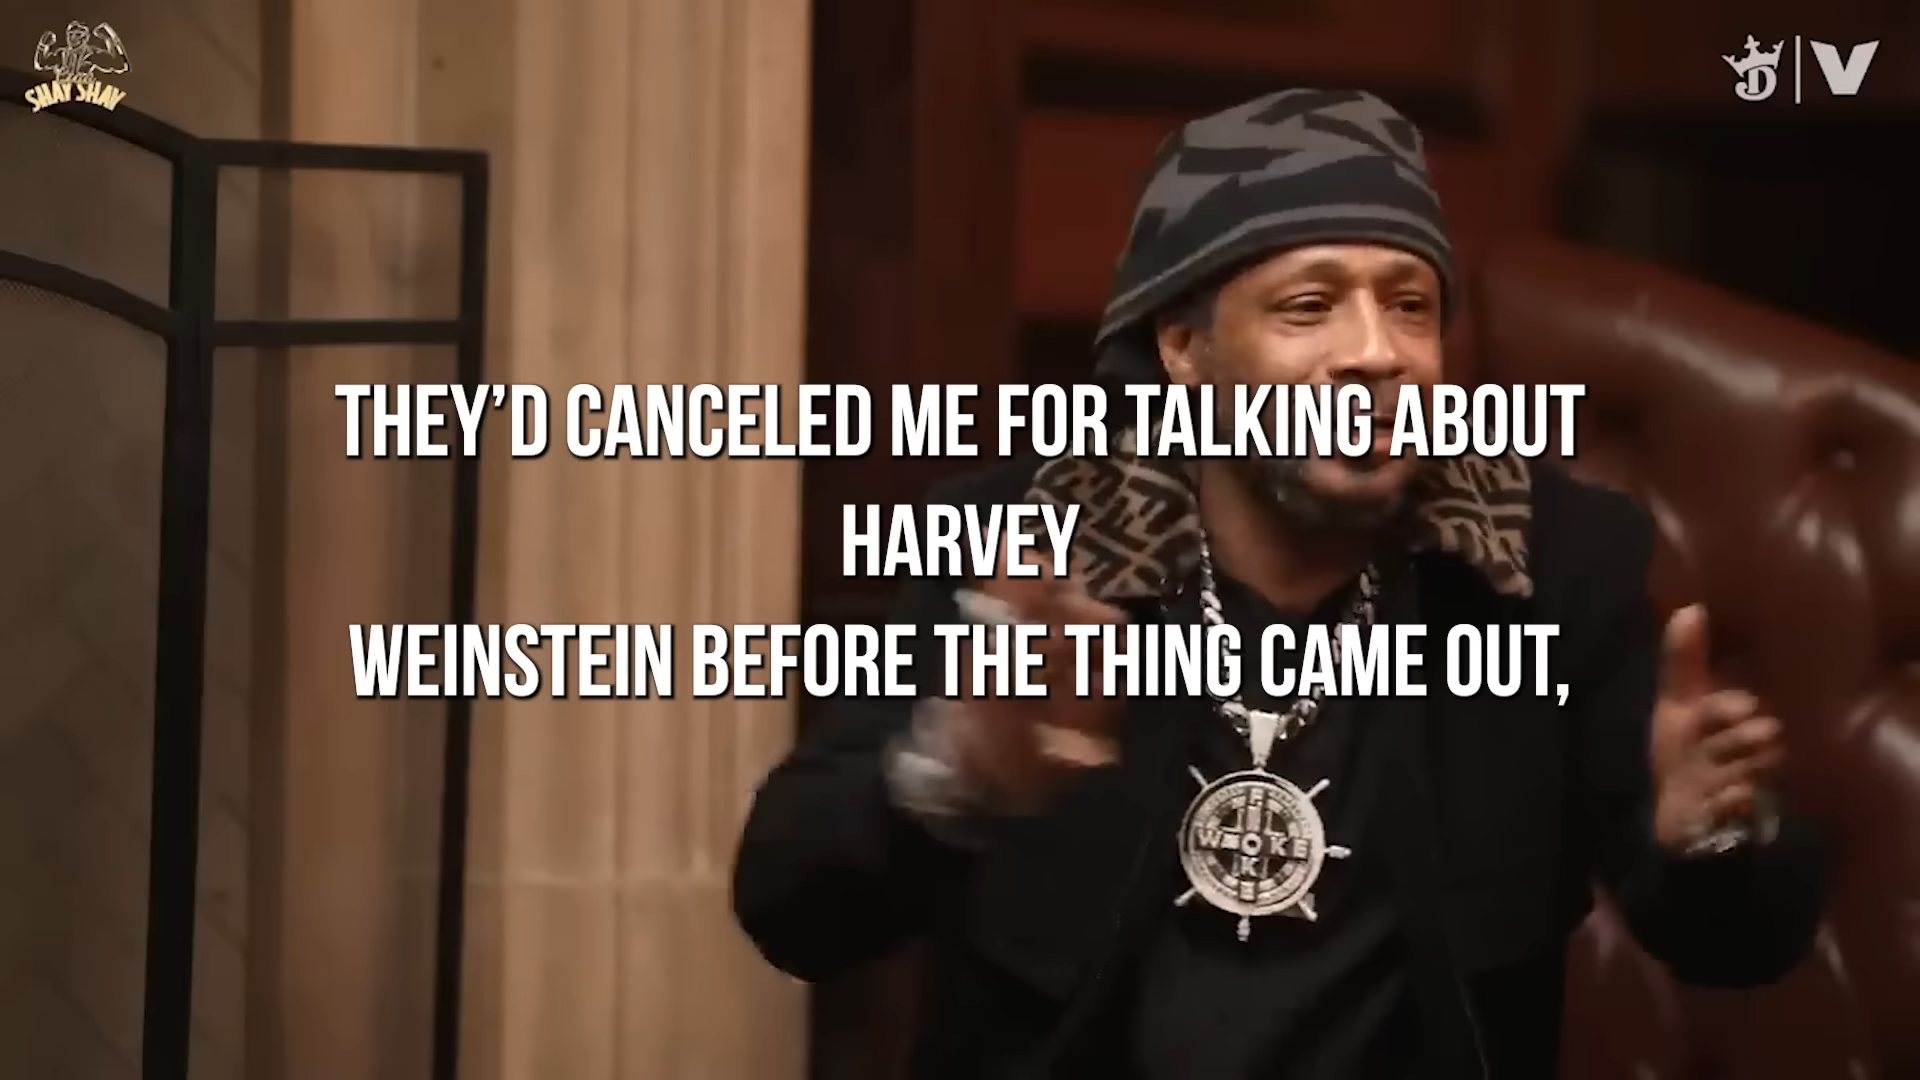 SHAY SHAY
D V
THEY'D CANCELED ME FOR TALKING ABOUT
HARVEY
WEINSTEIN BEFORE THE THING CAME OUT,
WOKE